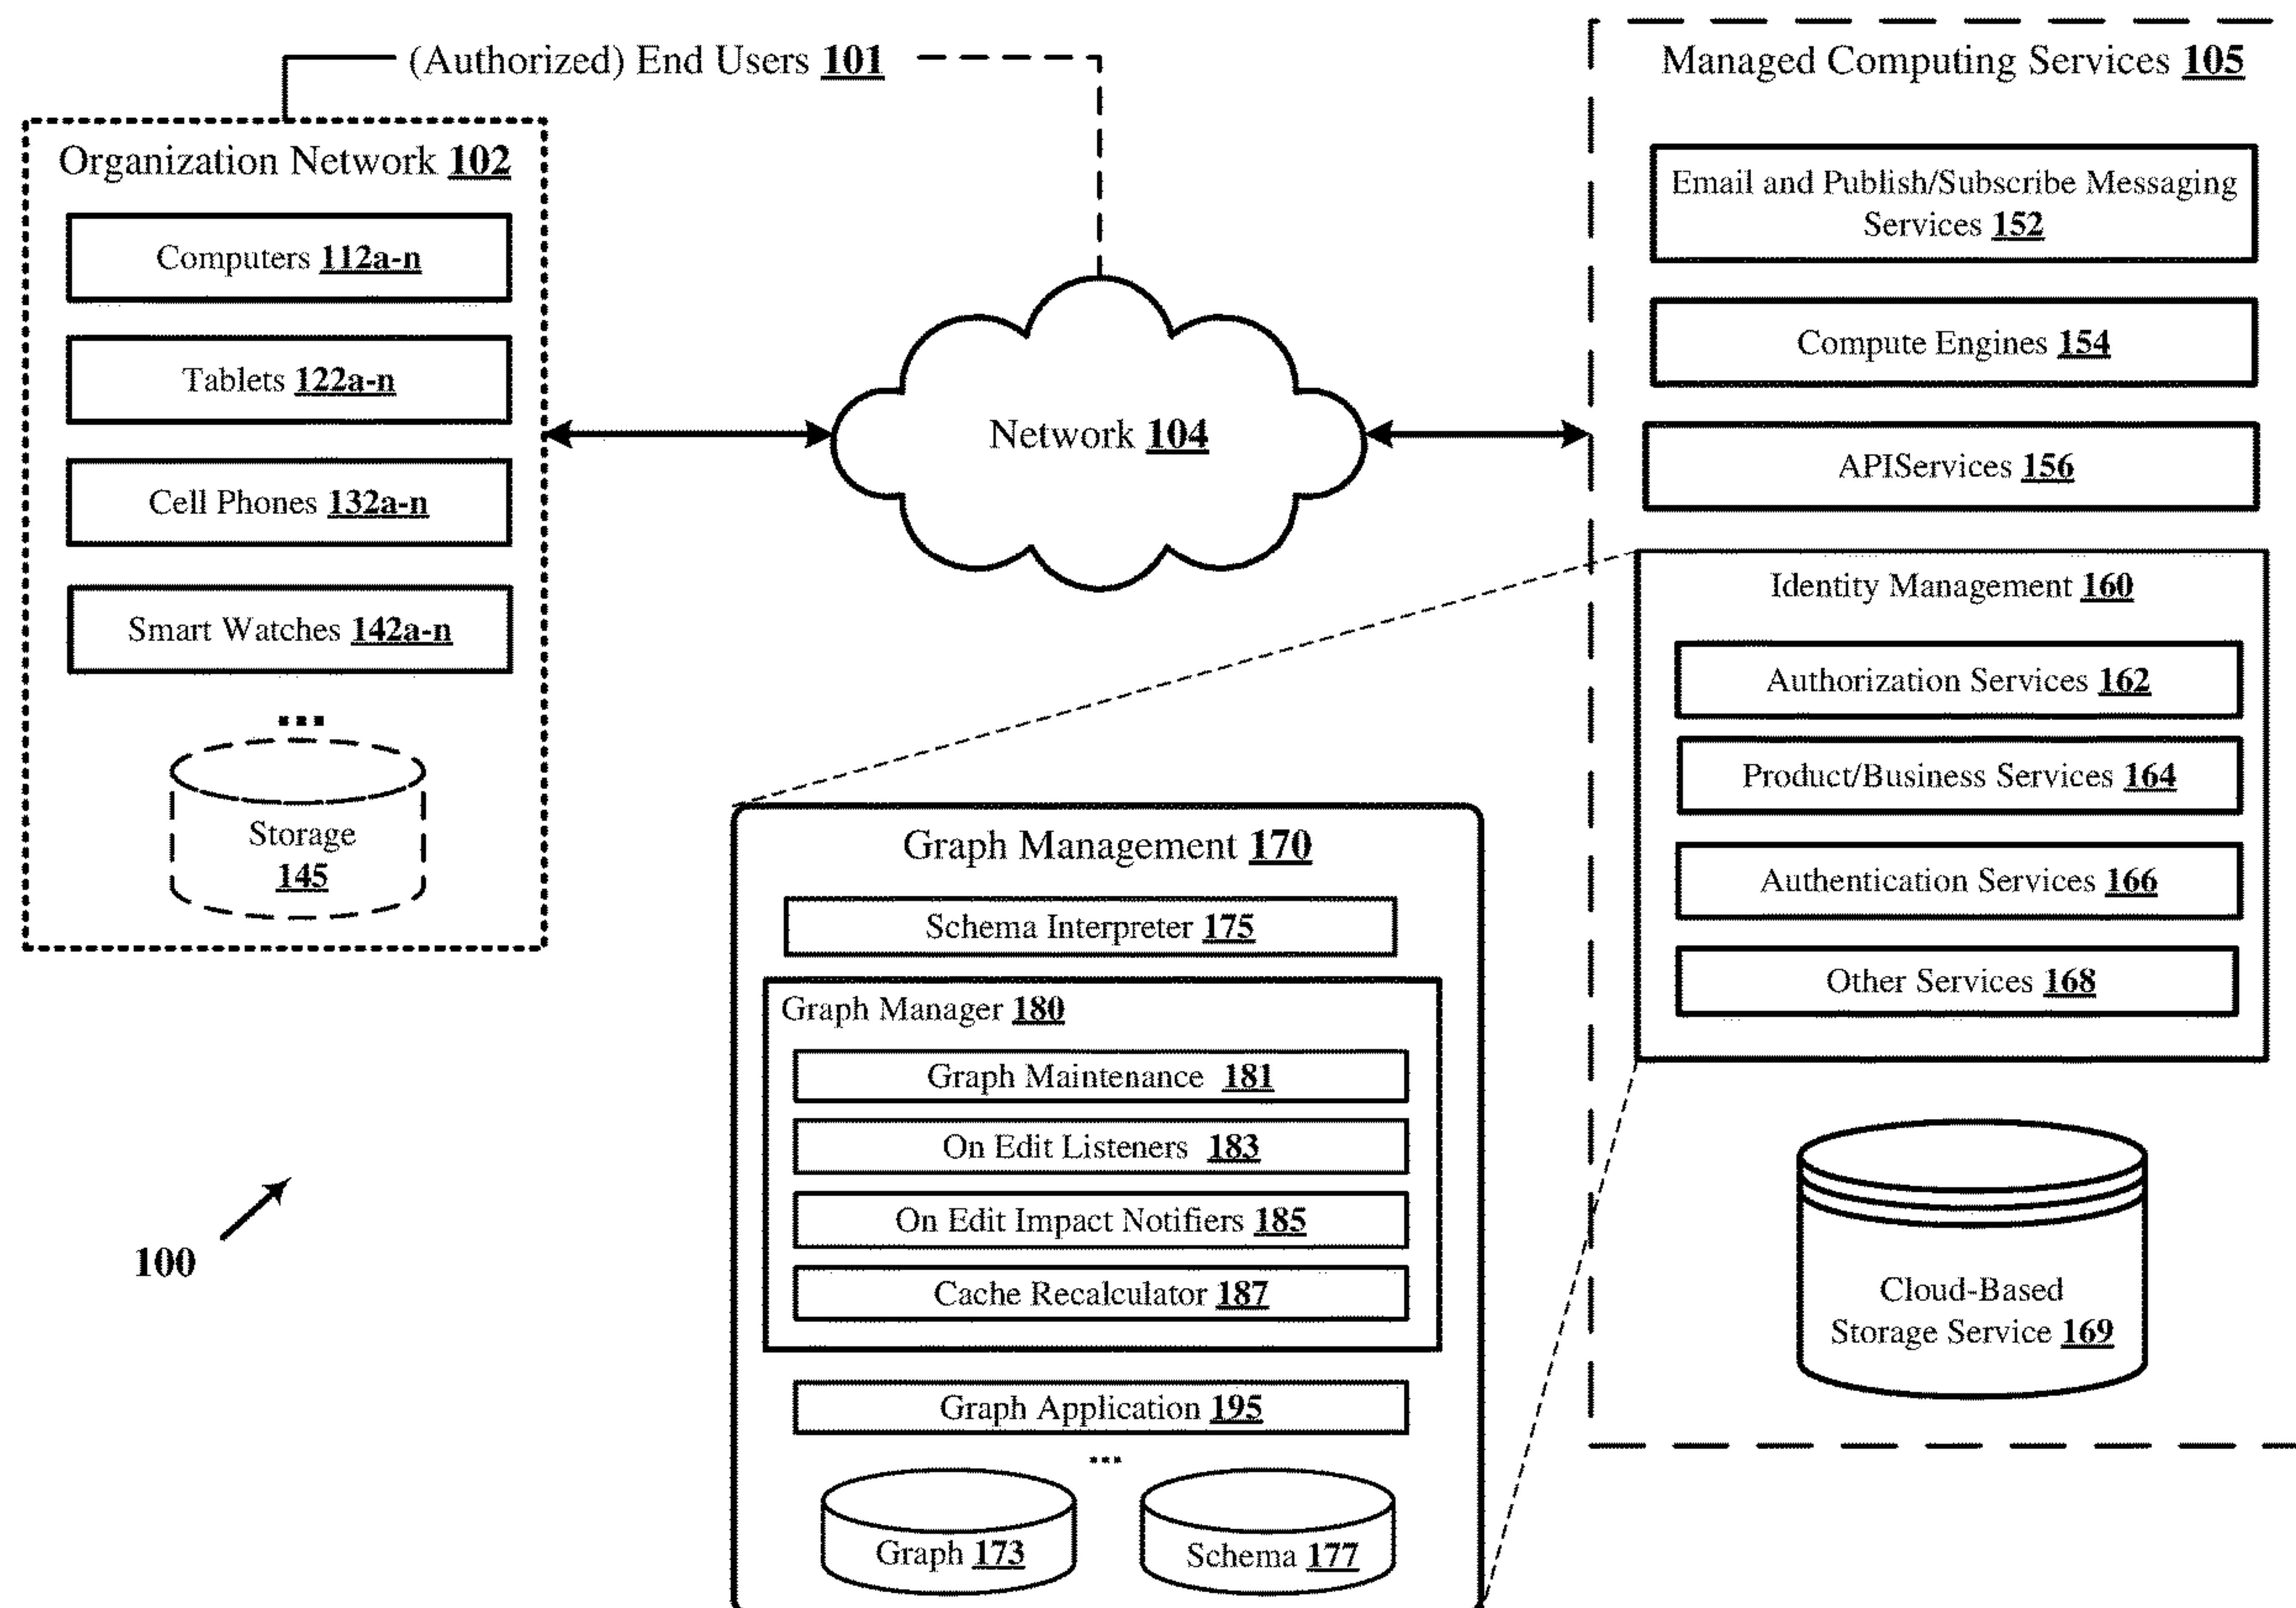 (Authorized) End Users 101
Organization Network 102
Computers 112a-n
Tablets 122a-n
Cell Phones 132a-n
Smart Watches 142a-n
...
Storage
145
100
Network 104
Managed Computing Services 105
Email and Publish/Subscribe Messaging
Services 152
Compute Engines 154
APIServices 156
Identity Management 160
Authorization Services 162
Product/Business Services 164
Authentication Services 166
Other Services 168
Cloud-Based
Storage Service 169
Graph Management 170
Schema Interpreter 175
Graph Manager 180
Graph Maintenance 181
On Edit Listeners 183
On Edit Impact Notifiers 185
Cache Recalculator 187
Graph Application 195
...
Graph 173
Schema 177